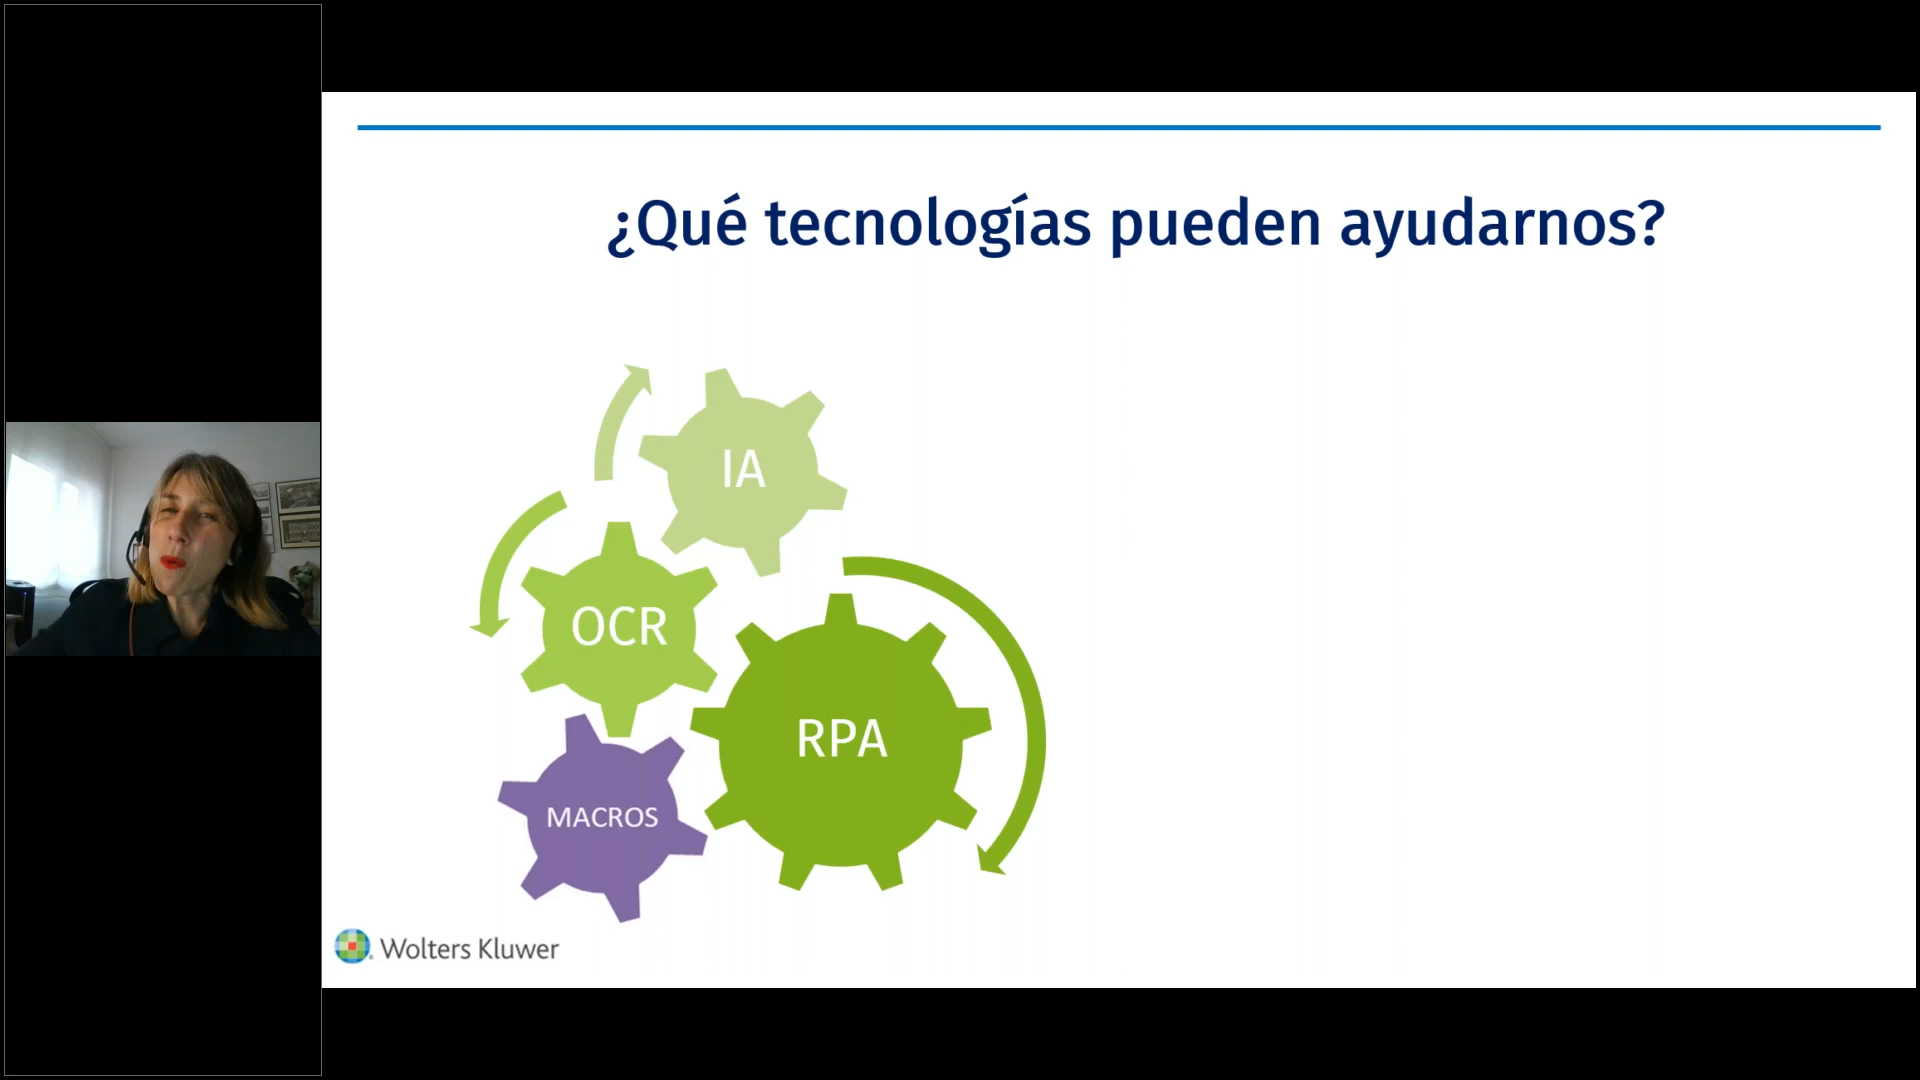 ¿Qué tecnologías pueden ayudarnos?
IA
OCR
RPA
MACROS
Wolters Kluwer